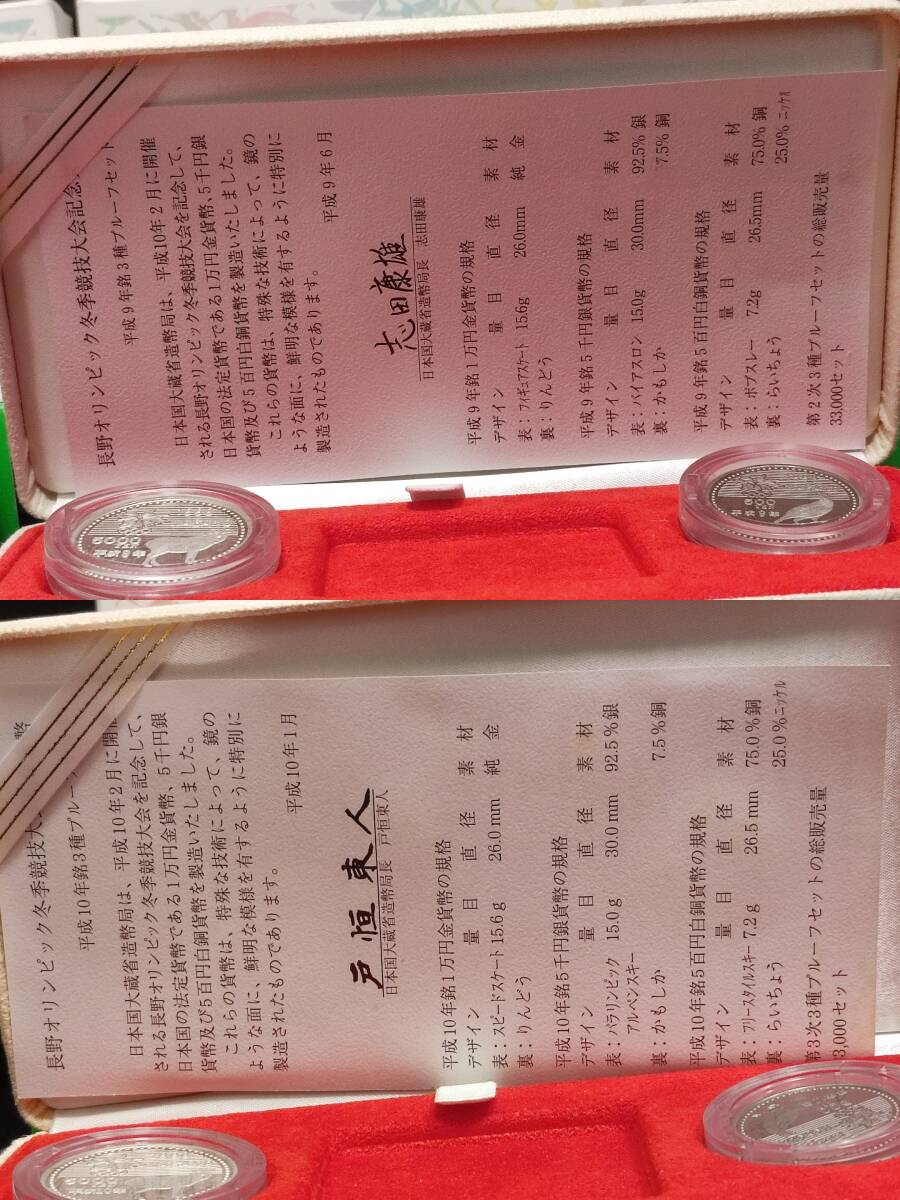 長野オリンピック冬季競技大会記念
平成9年銘3種プルーフセット
日本国大蔵省造幣局は、平成10年2月に開催
される長野オリンピック冬季競技大会を記念して、
日本国の法定貨幣である1万円金貨幣、5千円銀
貨幣及び5百円白銅貨幣を製造いたしました。
これらの貨幣は、特殊な技術によって、鏡の
ような面に、鮮明な模様を有するように特別に
製造されたものであります。
平成9年6月
志田康雄
日本国大蔵省造幣局長 志田康雄
平成9年銘1万円金貨幣の規格
デザイン 量目 直径 素材
表：フィギュアスケート 15.6g 26.0mm 純金
裏：りんどう
平成9年銘5千円銀貨幣の規格
デザイン 量目 直径 素材
表：バイアスロン 15.0g 30.0mm 92.5% 銀
裏：かもしか 7.5% 銅
平成9年銘5百円白銅貨幣の規格
デザイン 量目 直径 素材
表：ボブスレー 7.2g 26.5mm 75.0% 銅
裏：らいちょう 25.0% ニッケル
第2次3種プルーフセットの総販売量
33,000セット
長野オリンピック冬季競技大
幣
平成10年銘3種プルーフ
日本国大蔵省造幣局は、平成10年2月に開催
される長野オリンピック冬季競技大会を記念して、
日本国の法定貨幣である1万円金貨幣、5千円銀
貨幣及び5百円白銅貨幣を製造いたしました。
これらの貨幣は、特殊な技術によって、鏡の
ような面に、鮮明な模様を有するように特別に
製造されたものであります。
平成10年1月
戸恒東人
日本国大蔵省造幣局長 戸恒東人
平成10年銘1万円金貨幣の規格
デザイン 量目 直径 素材
表：スピードスケート 15.6g 26.0mm 純金
裏：りんどう
平成10年銘5千円銀貨幣の規格
デザイン 量目 直径 素材
表：パラリンピック 15.0g 30.0mm 92.5% 銀
アルペンスキー 7.5% 銅
裏：かもしか
平成10年銘5百円白銅貨幣の規格
デザイン 量目 直径 素材
表：フリースタイルスキー 7.2g 26.5mm 75.0% 銅
裏：らいちょう 25.0% ニッケル
第3次3種プルーフセットの総販売量
3,000セット